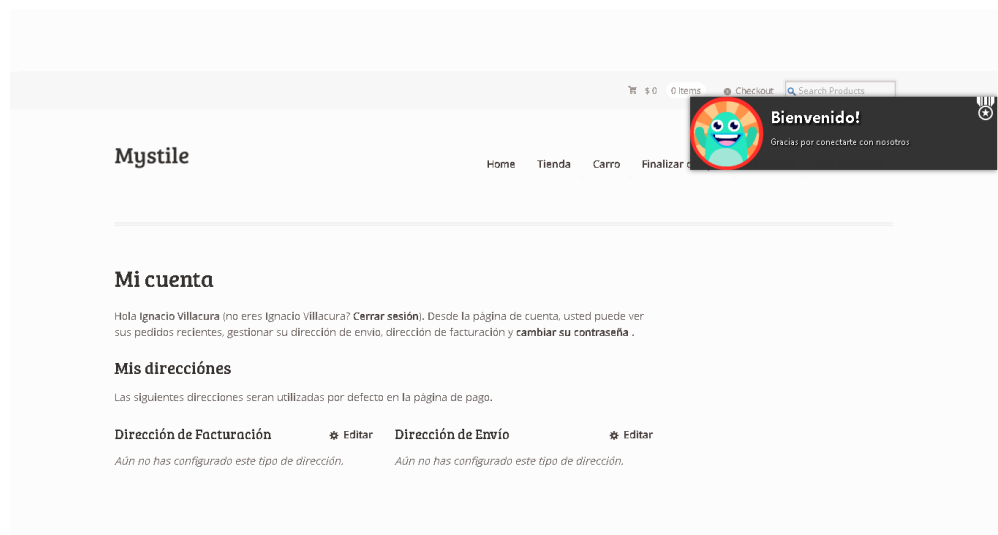 $ 0 0 Items Checkout Search Products
Bienvenido!
Gracias por conectarte con nosotros
Mystile
Home Tienda Carro Finalizar
Mi cuenta
Hola Ignacio Villacura (no eres Ignacio Villacura? Cerrar sesión). Desde la página de cuenta, usted puede ver
sus pedidos recientes, gestionar su dirección de envío, dirección de facturación y cambiar su contraseña .
Mis direcciónes
Las siguientes direcciones seran utilizadas por defecto en la página de pago.
Dirección de Facturación Editar Dirección de Envío Editar
Aún no has configurado este tipo de dirección. Aún no has configurado este tipo de dirección.